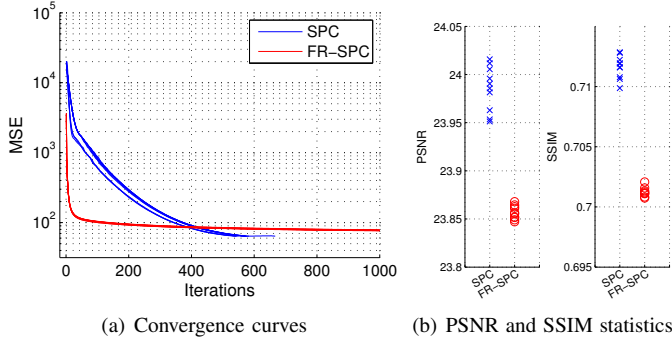 10^5
10^4
10^3
10^2
MSE
0
200
400
600
800
1000
Iterations
SPC
FR−SPC
(a) Convergence curves
24.05
24
23.95
23.9
23.85
23.8
PSNR
SPC
FR−SPC
0.71
0.705
0.7
0.695
SSIM
SPC
FR−SPC
(b) PSNR and SSIM statistics